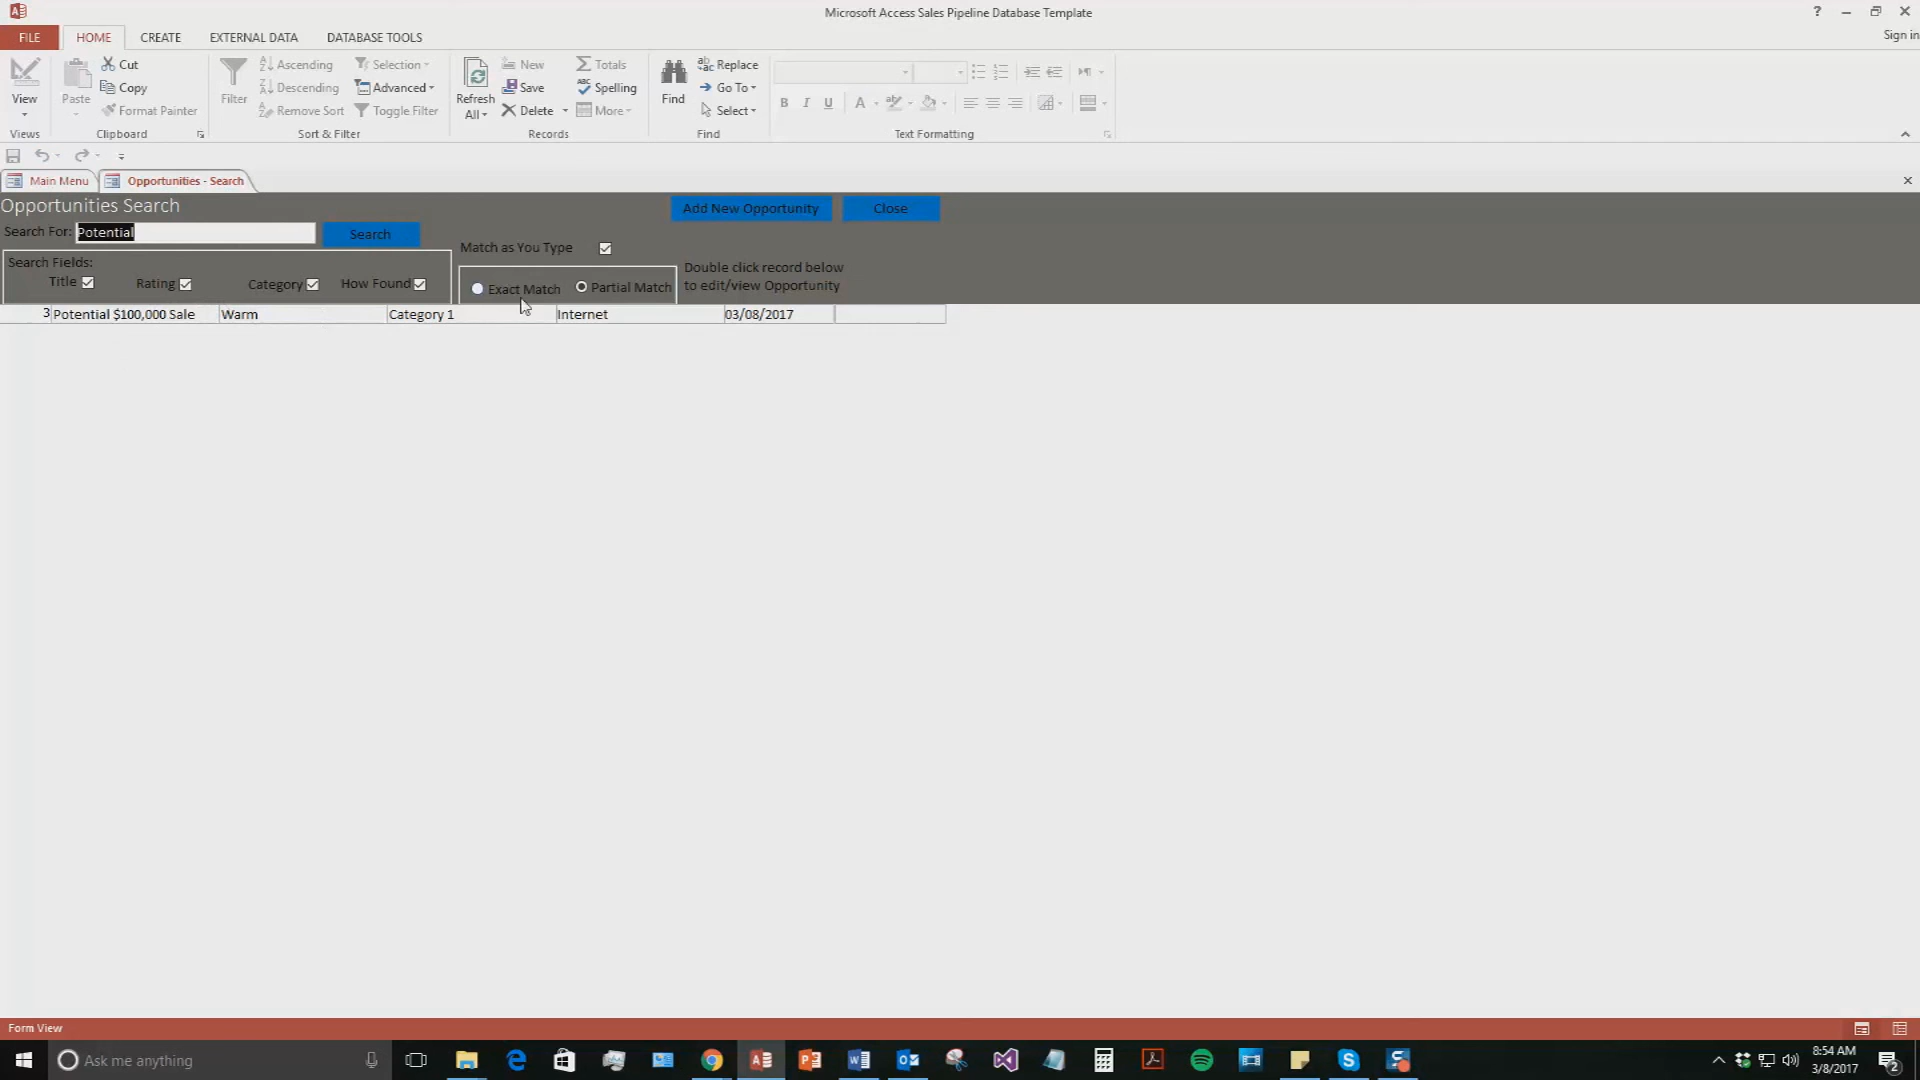 Microsoft Access Sales Pipeline Database Template
?
Sign in
FILE HOME CREATE EXTERNAL DATA DATABASE TOOLS
View
Views
Paste
Cut
Copy
Format Painter
Clipboard
Filter
Ascending
Descending
Remove Sort
Selection
Advanced
Toggle Filter
Sort & Filter
Refresh
All
New
Save
Delete
Totals
Spelling
More
Records
Find
Replace
Go To
Select
Find
B I U A
Text Formatting
Main Menu
Opportunities - Search
Opportunities Search
Add New Opportunity
Close
Search For: Potential
Search
Match as You Type
Search Fields:
Title
Rating
Category
How Found
Exact Match
Partial Match
Double click record below
to edit/view Opportunity
3 Potential $100,000 Sale Warm Category 1 Internet 03/08/2017
Form View
Ask me anything
8:54 AM
3/8/2017
2